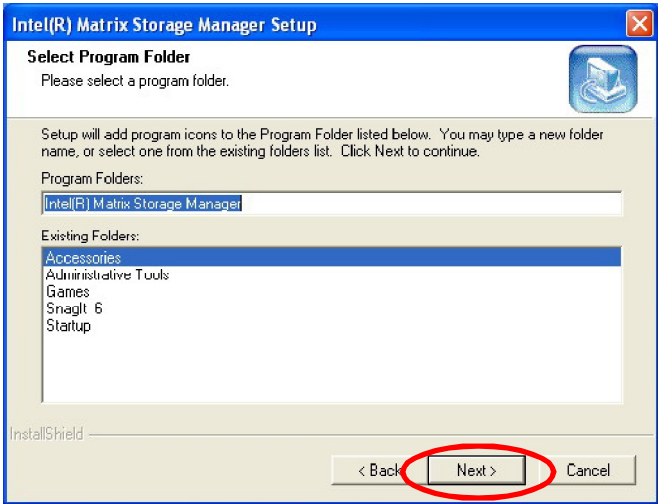 Intel(R) Matrix Storage Manager Setup
Select Program Folder
Please select a program folder.
Setup will add program icons to the Program Folder listed below. You may type a new folder
name, or select one from the existing folders list. Click Next to continue.
Program Folders:
Intel(R) Matrix Storage Manager
Existing Folders:
Accessories
Administrative Tools
Games
SnagIt 6
Startup
InstallShield
< Back
Next >
Cancel